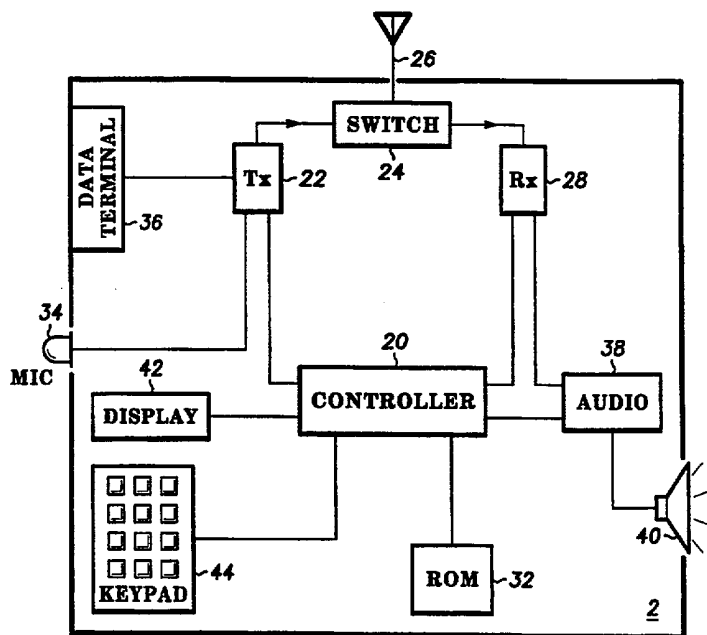 26
SWITCH
24
DATA
TERMINAL
36
Tx
22
Rx
28
34
MIC
20
CONTROLLER
38
AUDIO
42
DISPLAY
KEYPAD
44
ROM
32
40
2